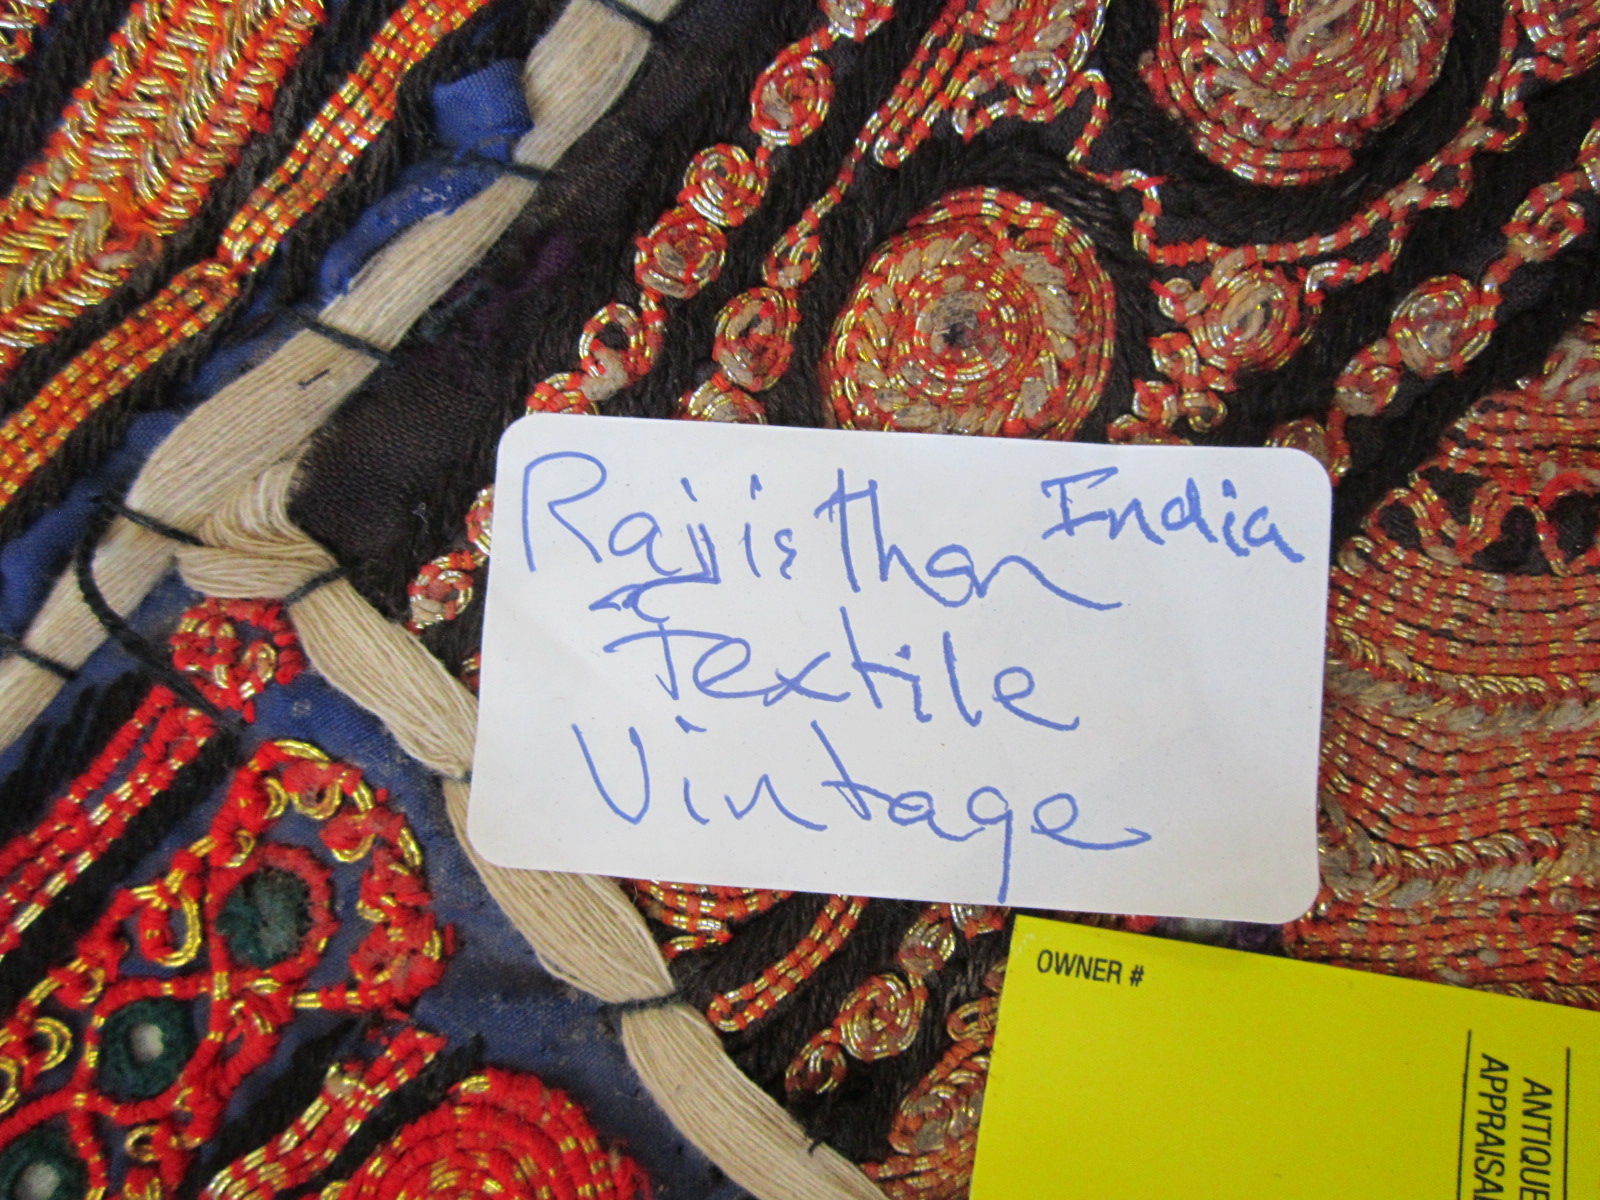 Rajisthan India
Textile
Vintage
OWNER #
ANTIQUE
APPRAISA